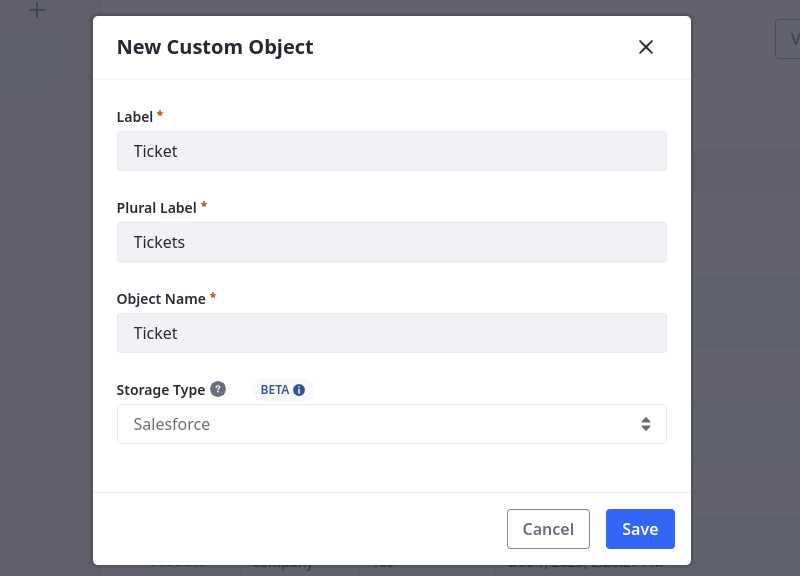 New Custom Object
Label *
Ticket
Plural Label *
Tickets
Object Name *
Ticket
Storage Type ? BETA i
Salesforce
Cancel Save